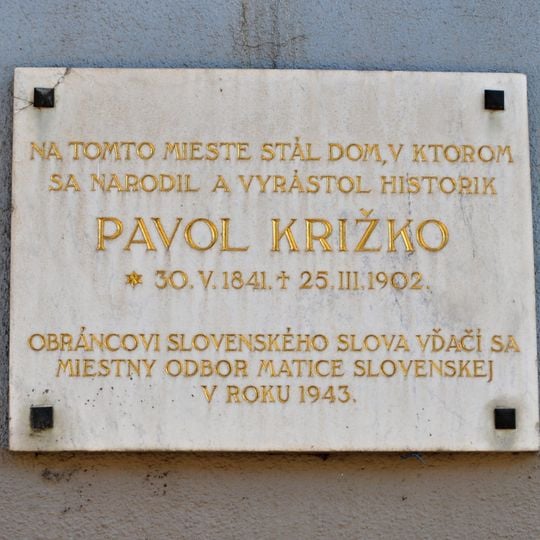 NA TOMTO MIESTE STÁL DOM, V KTOROM
SA NARODIL A VYRÁSTOL HISTORIK
PAVOL KRIŽKO
✡ 30. V. 1841. † 25. III. 1902.
OBRÁNCOVI SLOVENSKÉHO SLOVA VĎAČÍ SA
MIESTNY ODBOR MATICE SLOVENSKEJ
V ROKU 1943.